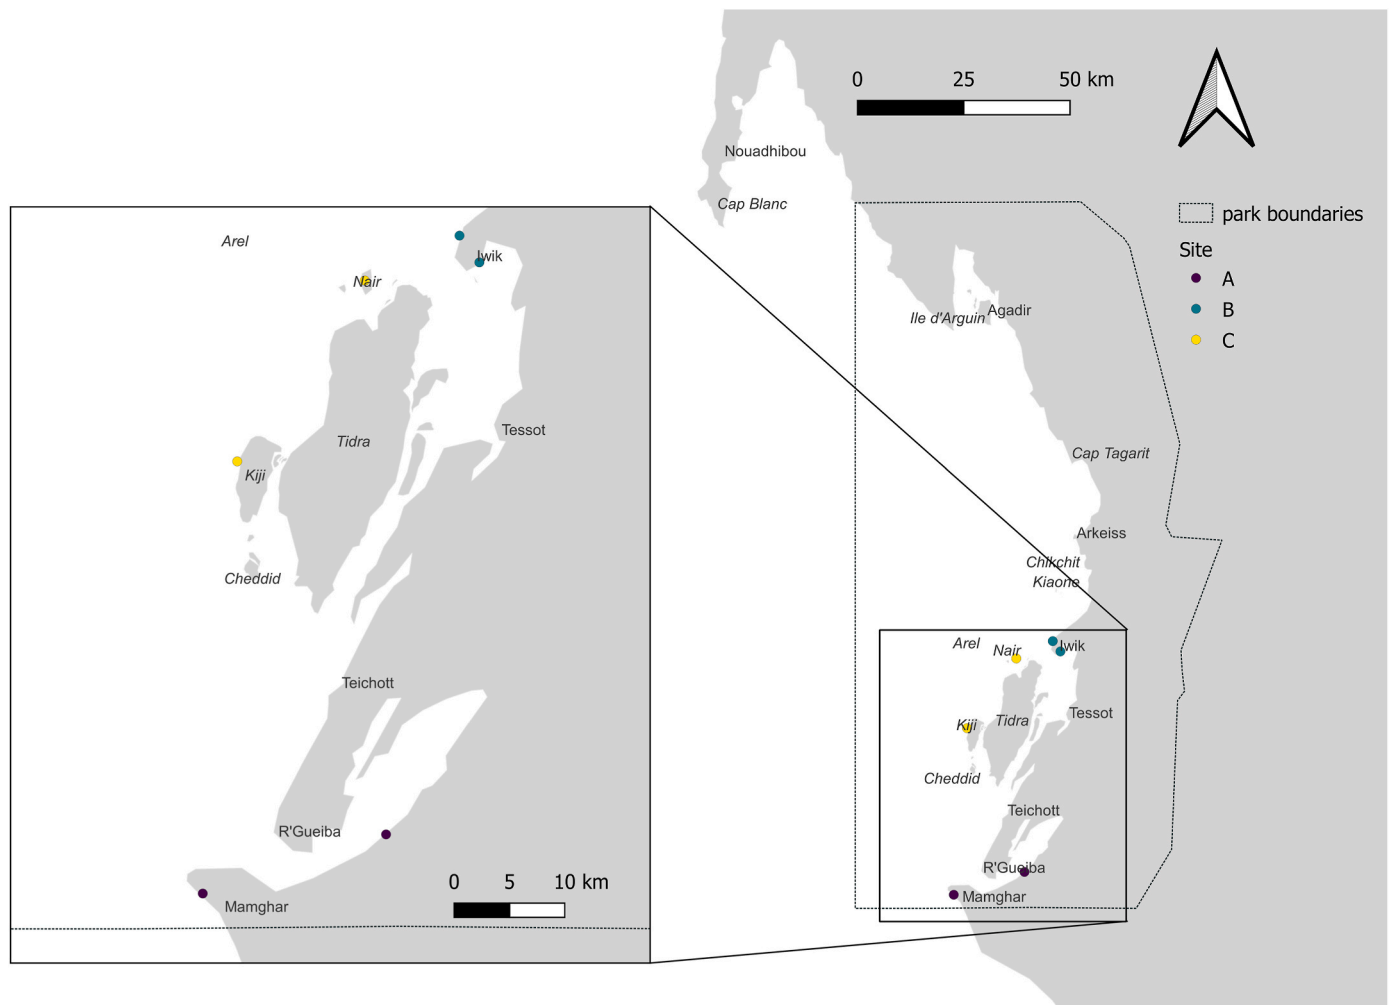 0 25 50 km
Nouadhibou
Cap Blanc
park boundaries
Site
A
B
C
Ile d'Arguin
Agadir
Cap Tagarit
Arkeiss
Chikchit
Kiaone
Arel
Nair
Iwik
Kiji
Tidra
Tessot
Cheddid
Teichott
R'Gueiba
Mamghar
Arel
Iwik
Nair
Tessot
Tidra
Kiji
Cheddid
Teichott
R'Gueiba
0 5 10 km
Mamghar